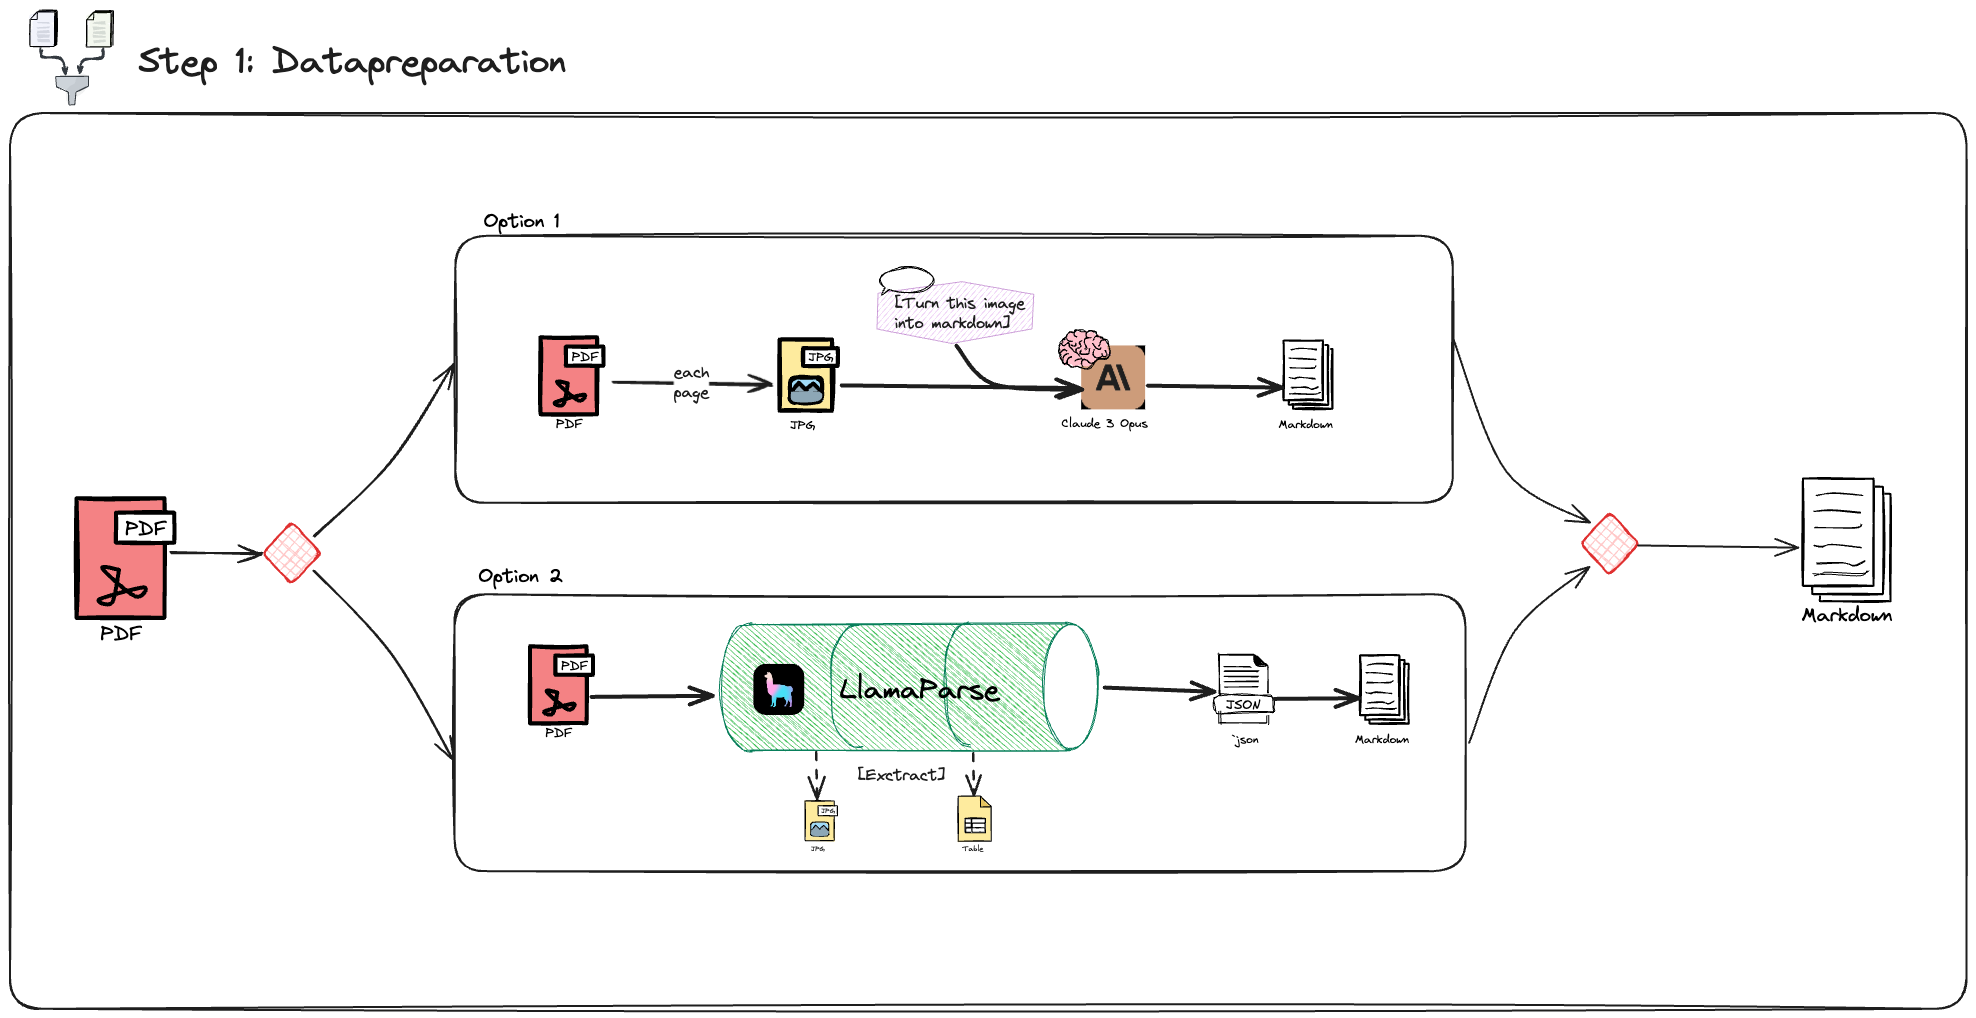 Step 1: Datapreparation
Option 1
[Turn this image
into markdown]
PDF
PDF
each
page
JPG
JPG
A\
Claude 3 Opus
Markdown
PDF
PDF
Markdown
Option 2
PDF
PDF
LlamaParse
[Exctract]
JPG
JPG
Table
JSON
json
Markdown